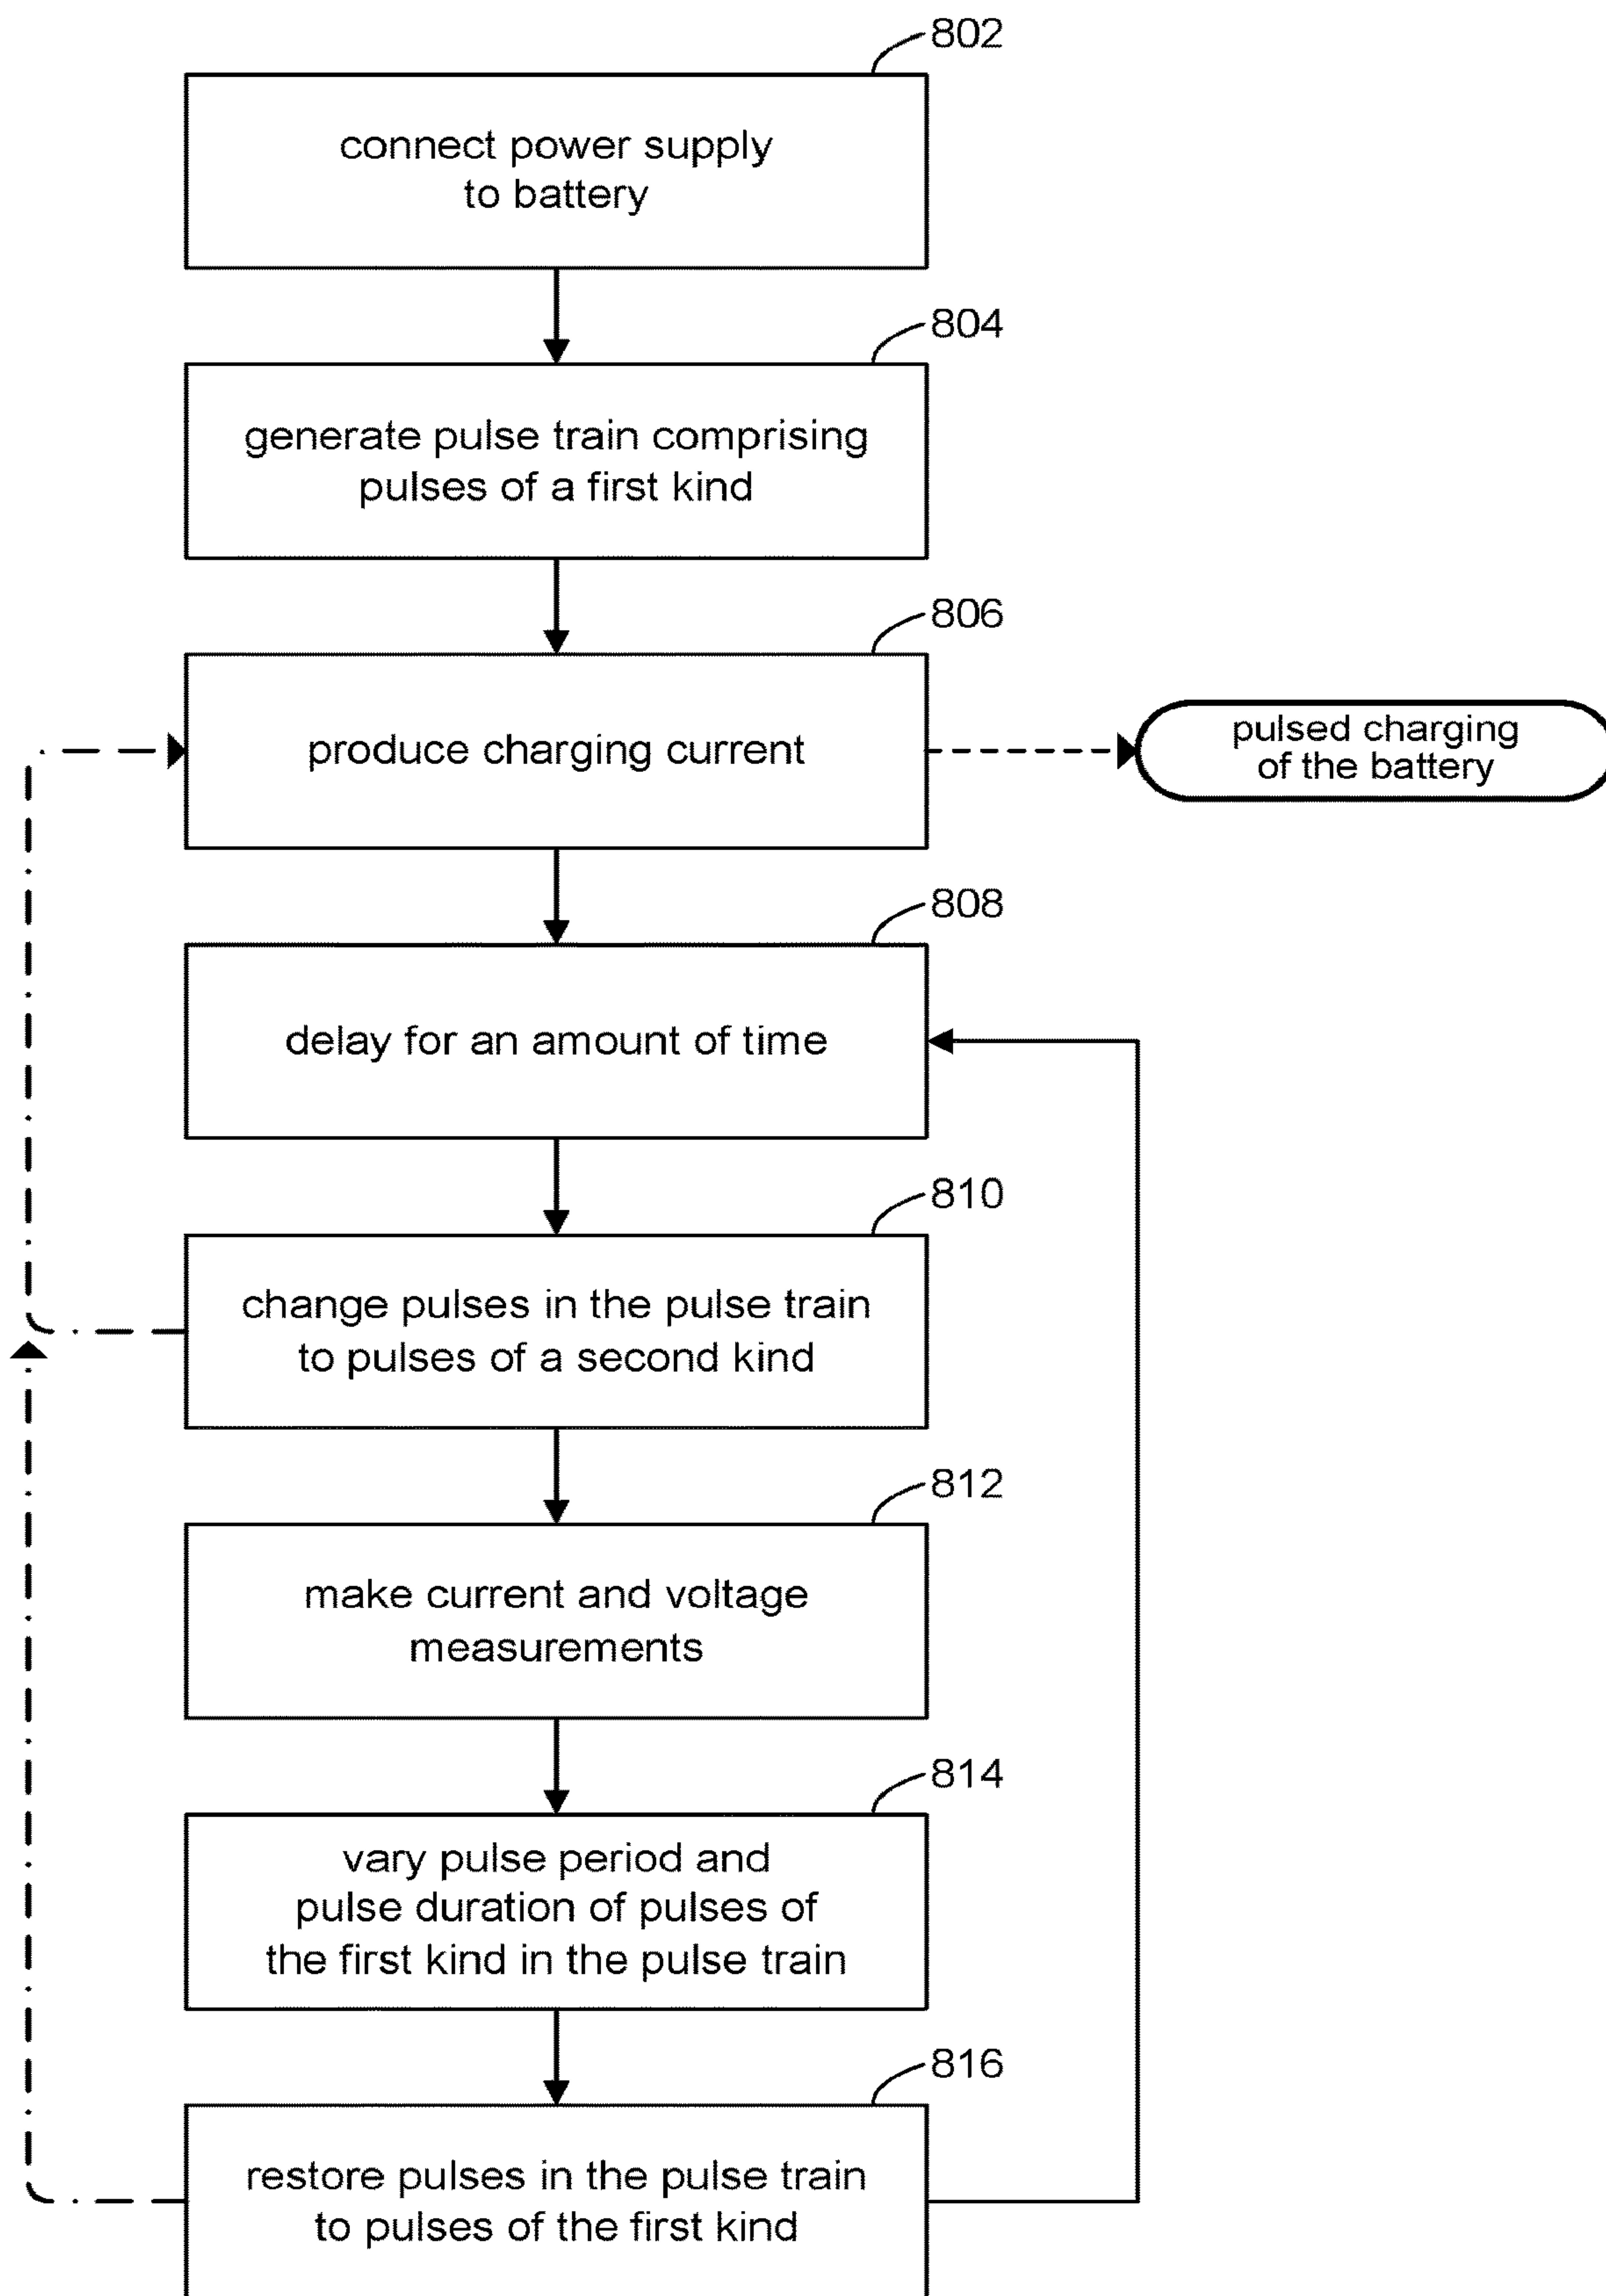 802
connect power supply
to battery
804
generate pulse train comprising
pulses of a first kind
806
produce charging current
pulsed charging
of the battery
808
delay for an amount of time
810
change pulses in the pulse train
to pulses of a second kind
812
make current and voltage
measurements
814
vary pulse period and
pulse duration of pulses of
the first kind in the pulse train
816
restore pulses in the pulse train
to pulses of the first kind